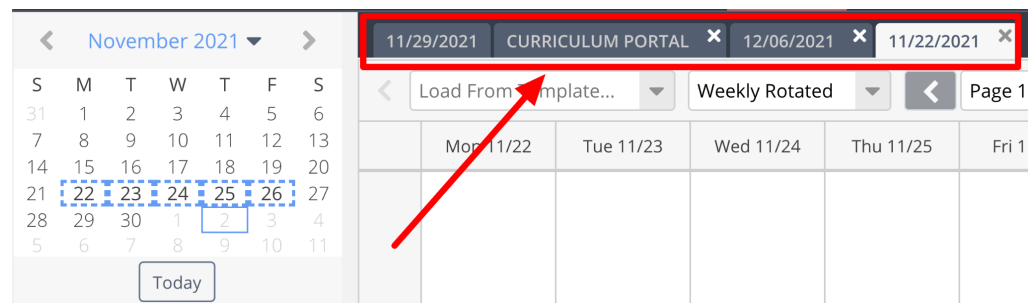 November 2021
S M T W T F S
31 1 2 3 4 5 6
7 8 9 10 11 12 13
14 15 16 17 18 19 20
21 22 23 24 25 26 27
28 29 30 1 2 3 4
5 6 7 8 9 10 11
Today
11/29/2021 CURRICULUM PORTAL 12/06/2021 11/22/2021
Load From Template... Weekly Rotated Page 1
Mon 11/22 Tue 11/23 Wed 11/24 Thu 11/25 Fri 1